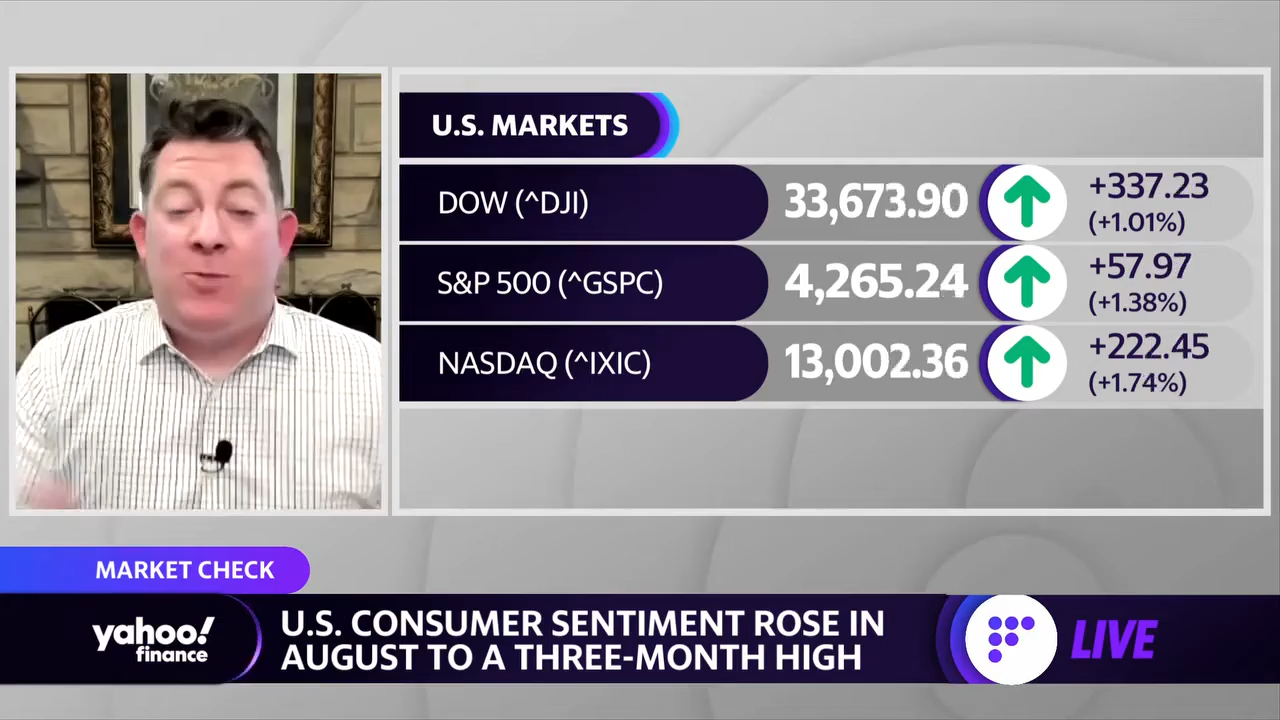 U.S. MARKETS
DOW (^DJI) 33,673.90 +337.23 (+1.01%)
S&P 500 (^GSPC) 4,265.24 +57.97 (+1.38%)
NASDAQ (^IXIC) 13,002.36 +222.45 (+1.74%)
MARKET CHECK
yahoo!
finance
U.S. CONSUMER SENTIMENT ROSE IN
AUGUST TO A THREE-MONTH HIGH
LIVE